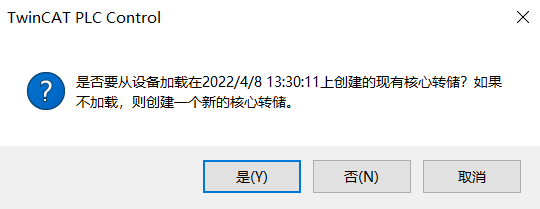 TwinCAT PLC Control
是否要从设备加载在2022/4/8 13:30:11上创建的现有核心转储？如果
不加载，则创建一个新的核心转储。
是(Y)
否(N)
取消